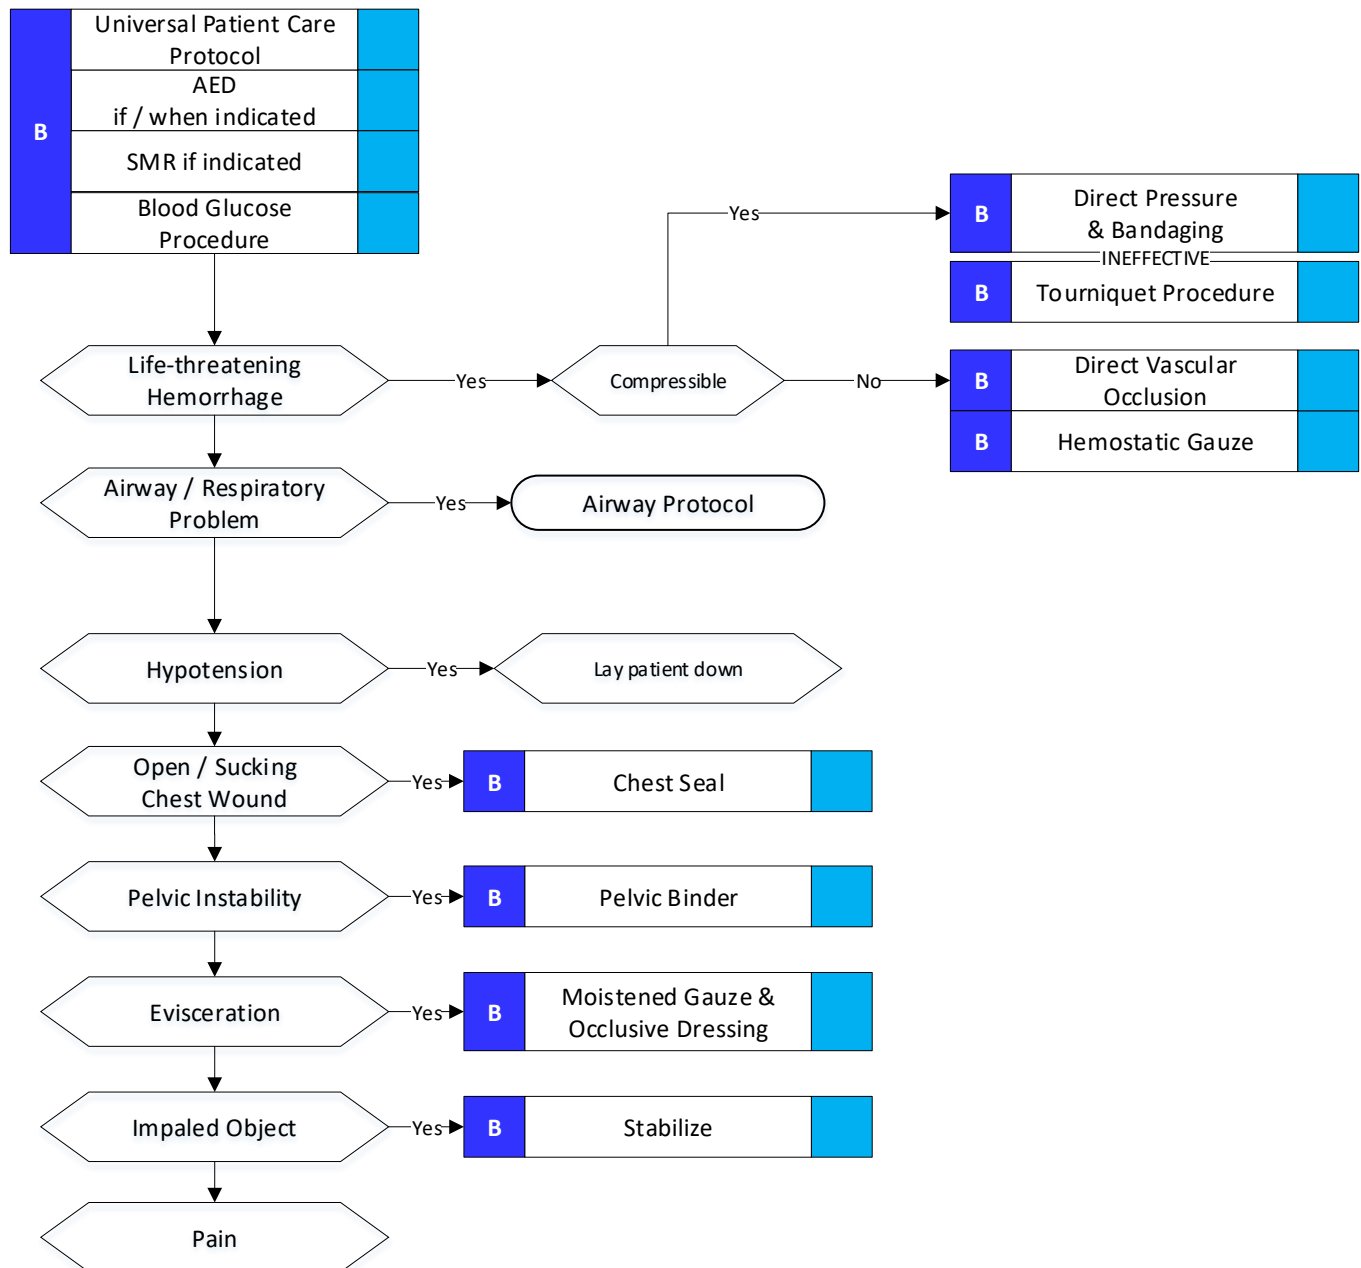 Universal Patient Care
Protocol
AED
if / when indicated
B
SMR if indicated
Blood Glucose
Procedure
Yes
B
Direct Pressure
& Bandaging
INEFFECTIVE
B
Tourniquet Procedure
Life-threatening
Hemorrhage
Yes
Compressible
No
B
Direct Vascular
Occlusion
B
Hemostatic Gauze
Airway / Respiratory
Problem
Yes
Airway Protocol
Hypotension
Yes
Lay patient down
Open / Sucking
Chest Wound
Yes
B
Chest Seal
Pelvic Instability
Yes
B
Pelvic Binder
Evisceration
Yes
B
Moistened Gauze &
Occlusive Dressing
Impaled Object
Yes
B
Stabilize
Pain